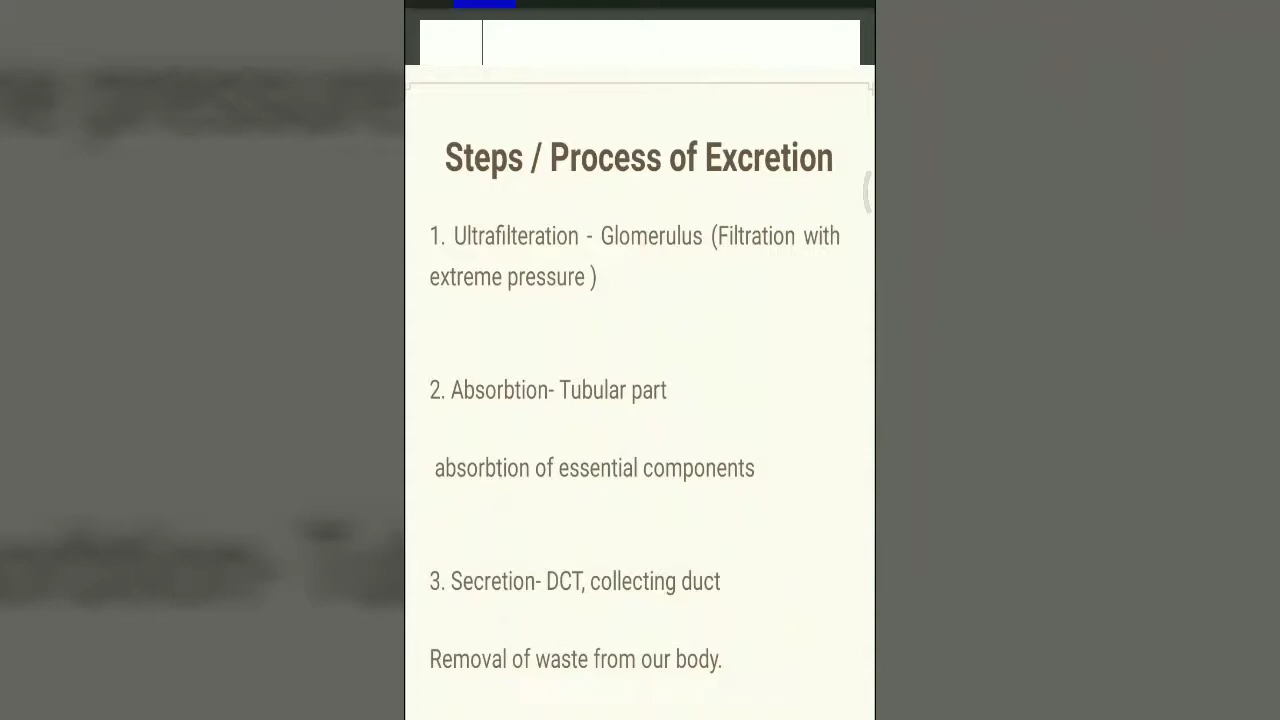 Steps / Process of Excretion
1. Ultrafilteration - Glomerulus (Filtration with
extreme pressure )
2. Absorbtion- Tubular part
absorbtion of essential components
3. Secretion- DCT, collecting duct
Removal of waste from our body.